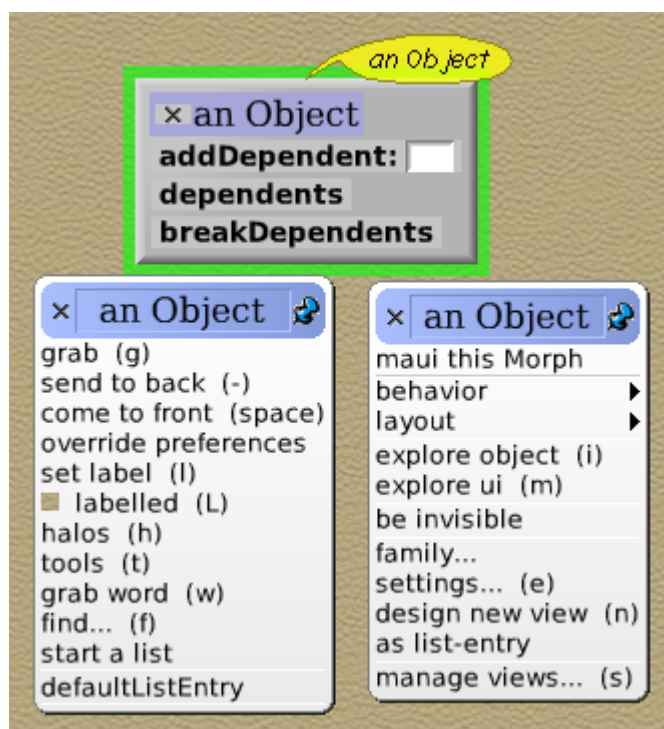 an Object
× an Object
addDependent:
dependents
breakDependents
× an Object
grab (g)
send to back (-)
come to front (space)
override preferences
set label (l)
labelled (L)
halos (h)
tools (t)
grab word (w)
find... (f)
start a list
defaultListEntry
× an Object
maui this Morph
behavior
layout
explore object (i)
explore ui (m)
be invisible
family...
settings... (e)
design new view (n)
as list-entry
manage views... (s)